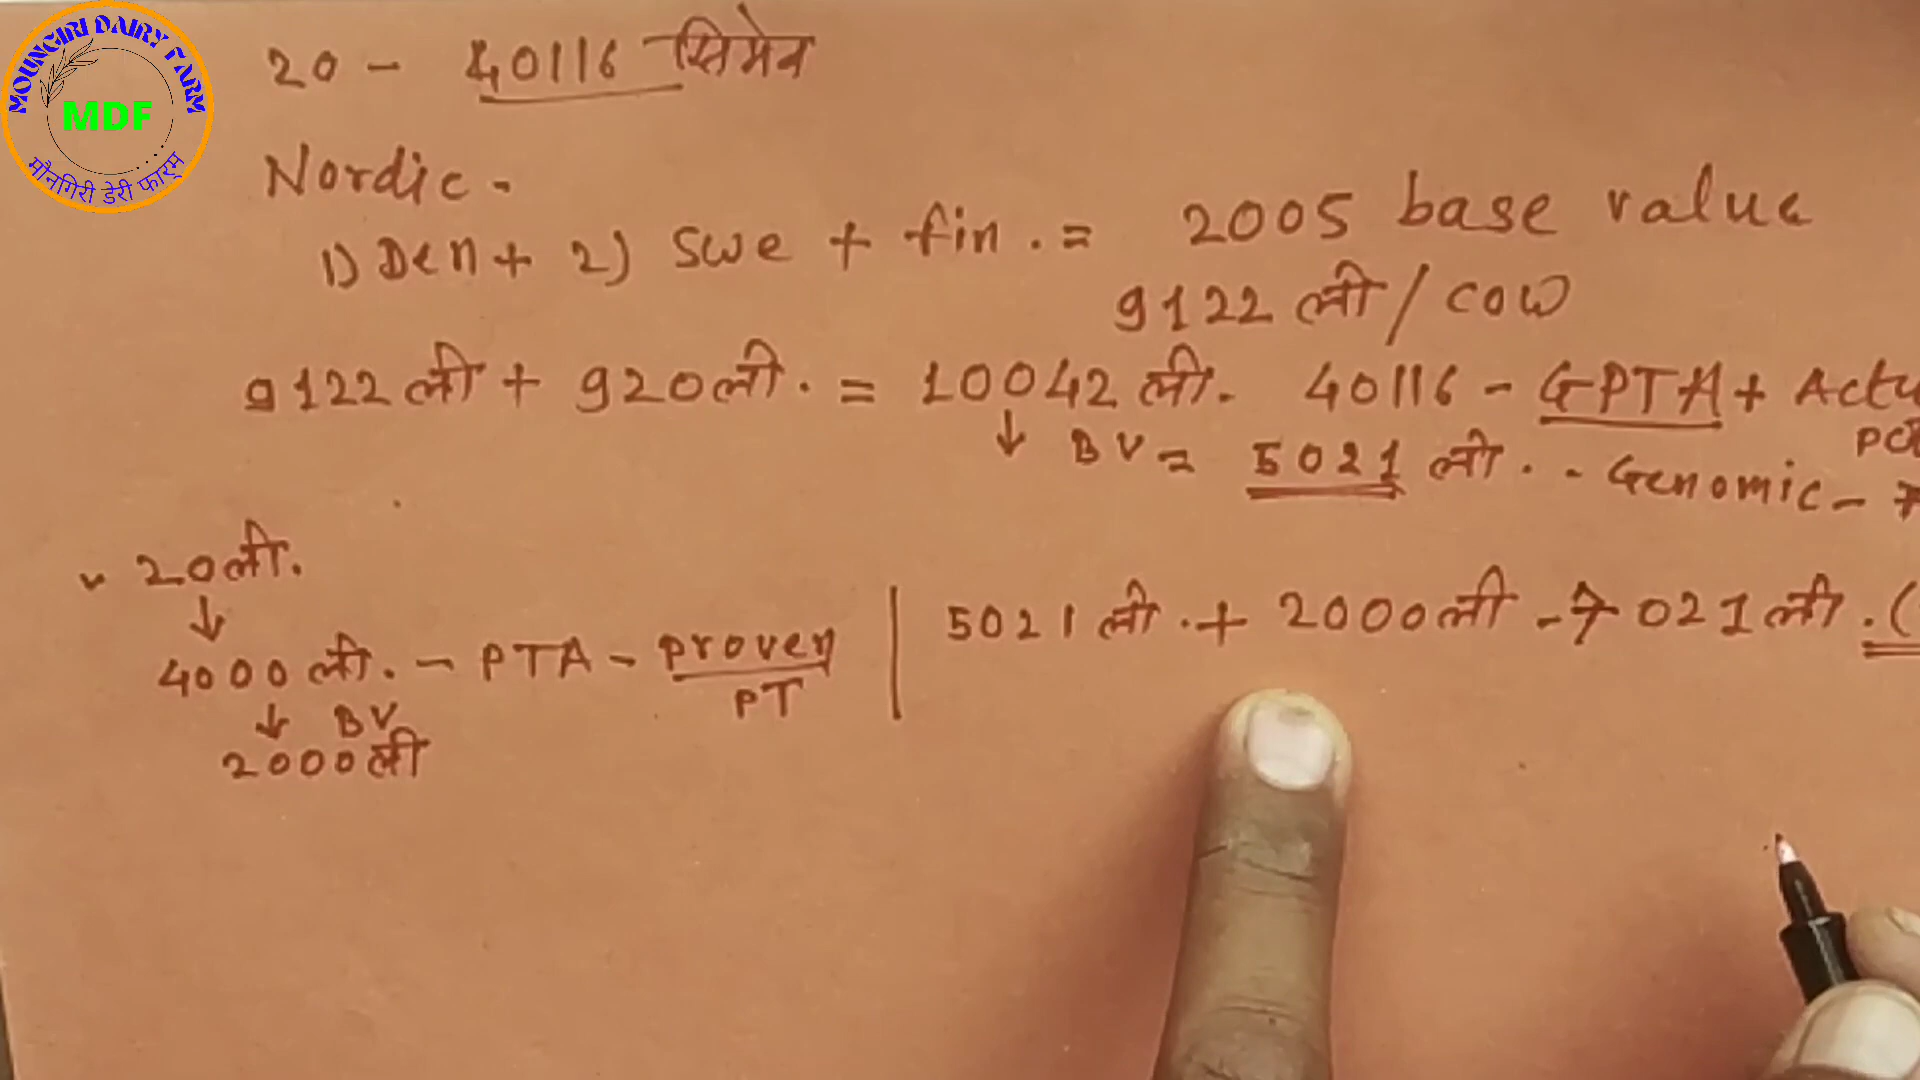 MOUNGIRI DAIRY FARM
MDF
मौनगिरी डेरी फार्म
20 - 40116 सिमेन
Nordic -
1) Den + 2) Swe + fin . = 2005 base value
9122 ली / cow
9122 ली + 920 ली . = 10042 ली . 40116 - GPTA + Actu
↓ BV = 5021 ली . - Genomic - 7
20 ली .
↓
4000 ली . - PTA - proven
PT
↓ BV
2000 ली
5021 ली . + 2000 ली - 7021 ली . (